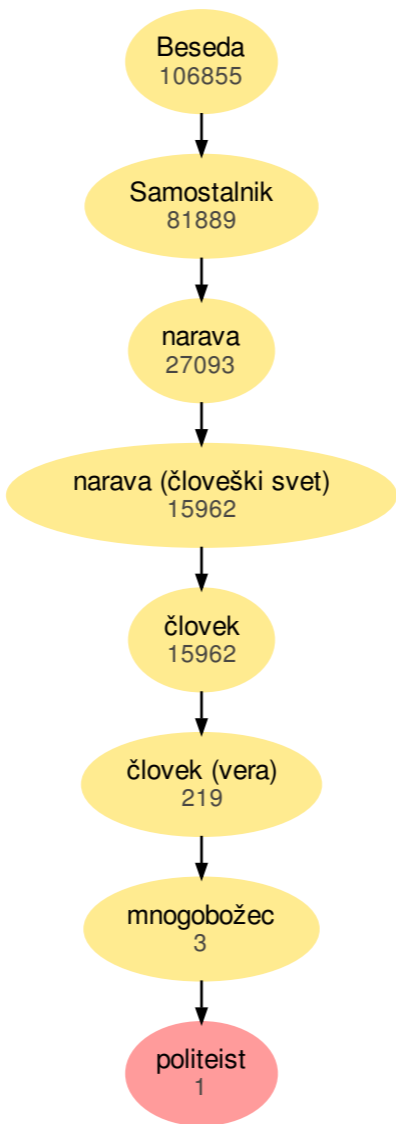 Beseda
106855
Samostalnik
81889
narava
27093
narava (človeški svet)
15962
človek
15962
človek (vera)
219
mnogobožec
3
politeist
1